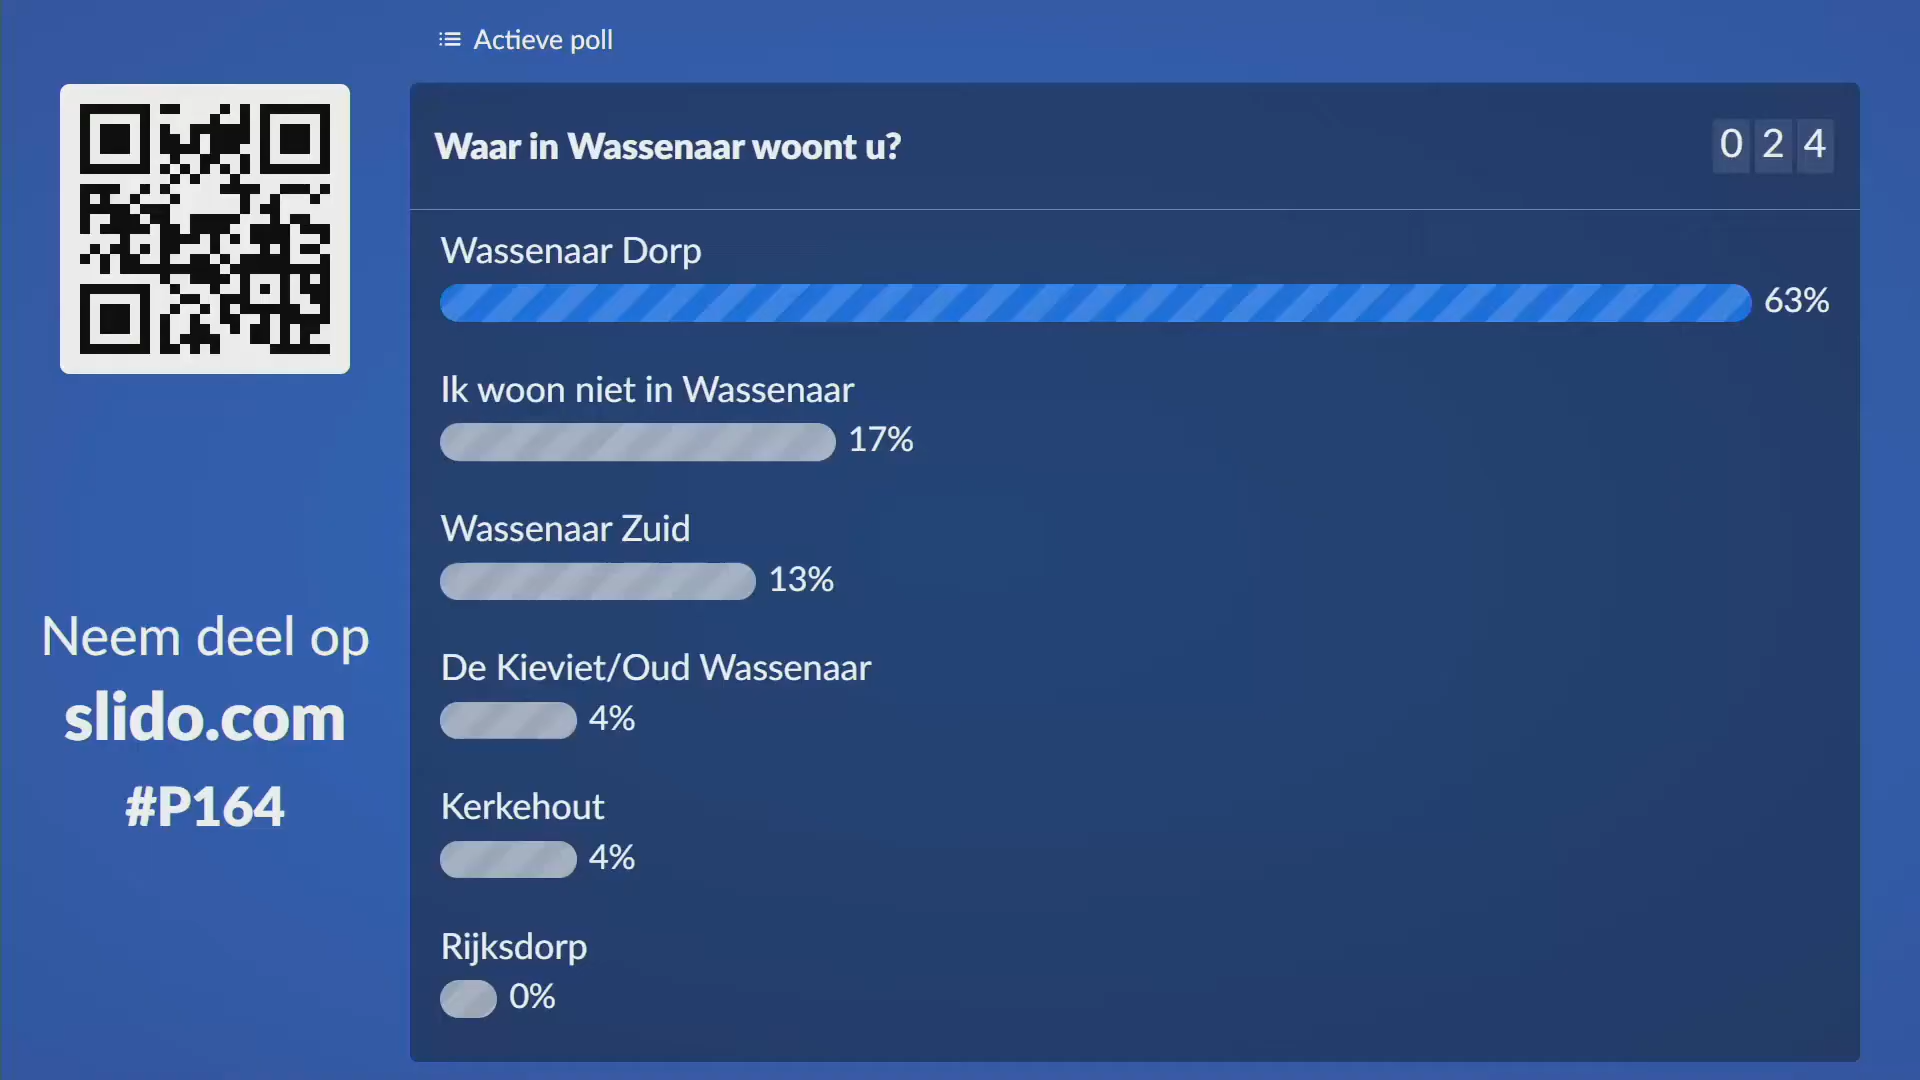 Actieve poll
Waar in Wassenaar woont u?
024
Wassenaar Dorp
63%
Ik woon niet in Wassenaar
17%
Wassenaar Zuid
13%
De Kieviet/Oud Wassenaar
4%
Kerkehout
4%
Rijksdorp
0%
Neem deel op
slido.com
#P164